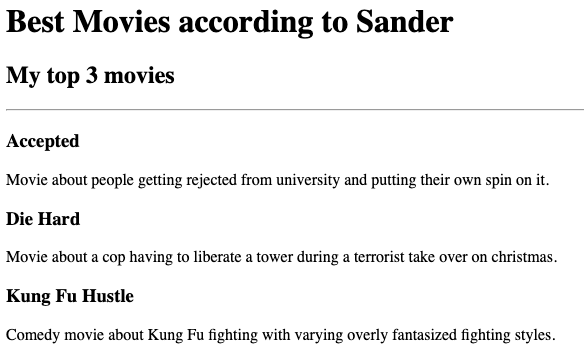 Best Movies according to Sander
My top 3 movies
Accepted
Movie about people getting rejected from university and putting their own spin on it.
Die Hard
Movie about a cop having to liberate a tower during a terrorist take over on christmas.
Kung Fu Hustle
Comedy movie about Kung Fu fighting with varying overly fantasized fighting styles.